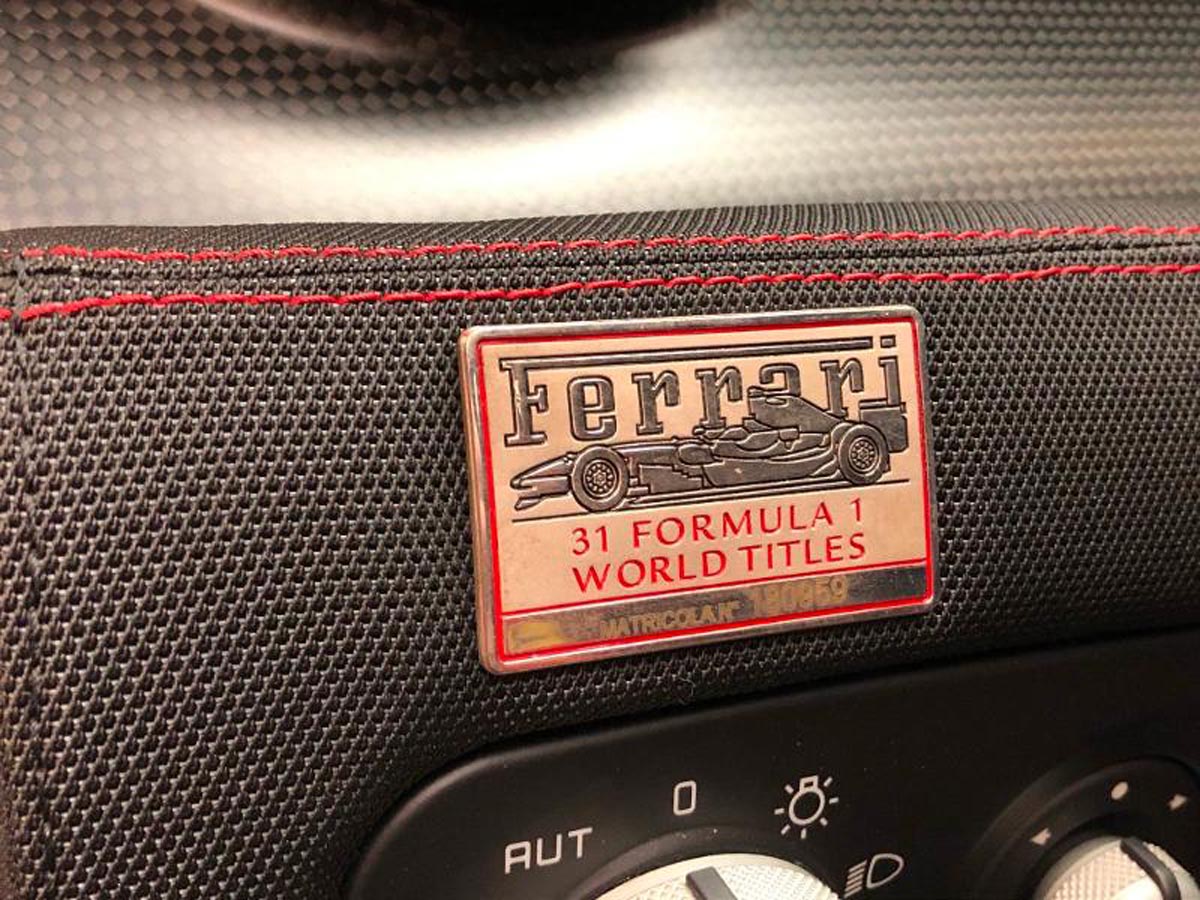 Ferrari
31 FORMULA 1
WORLD TITLES
MATRICOLA N°
AUT
0